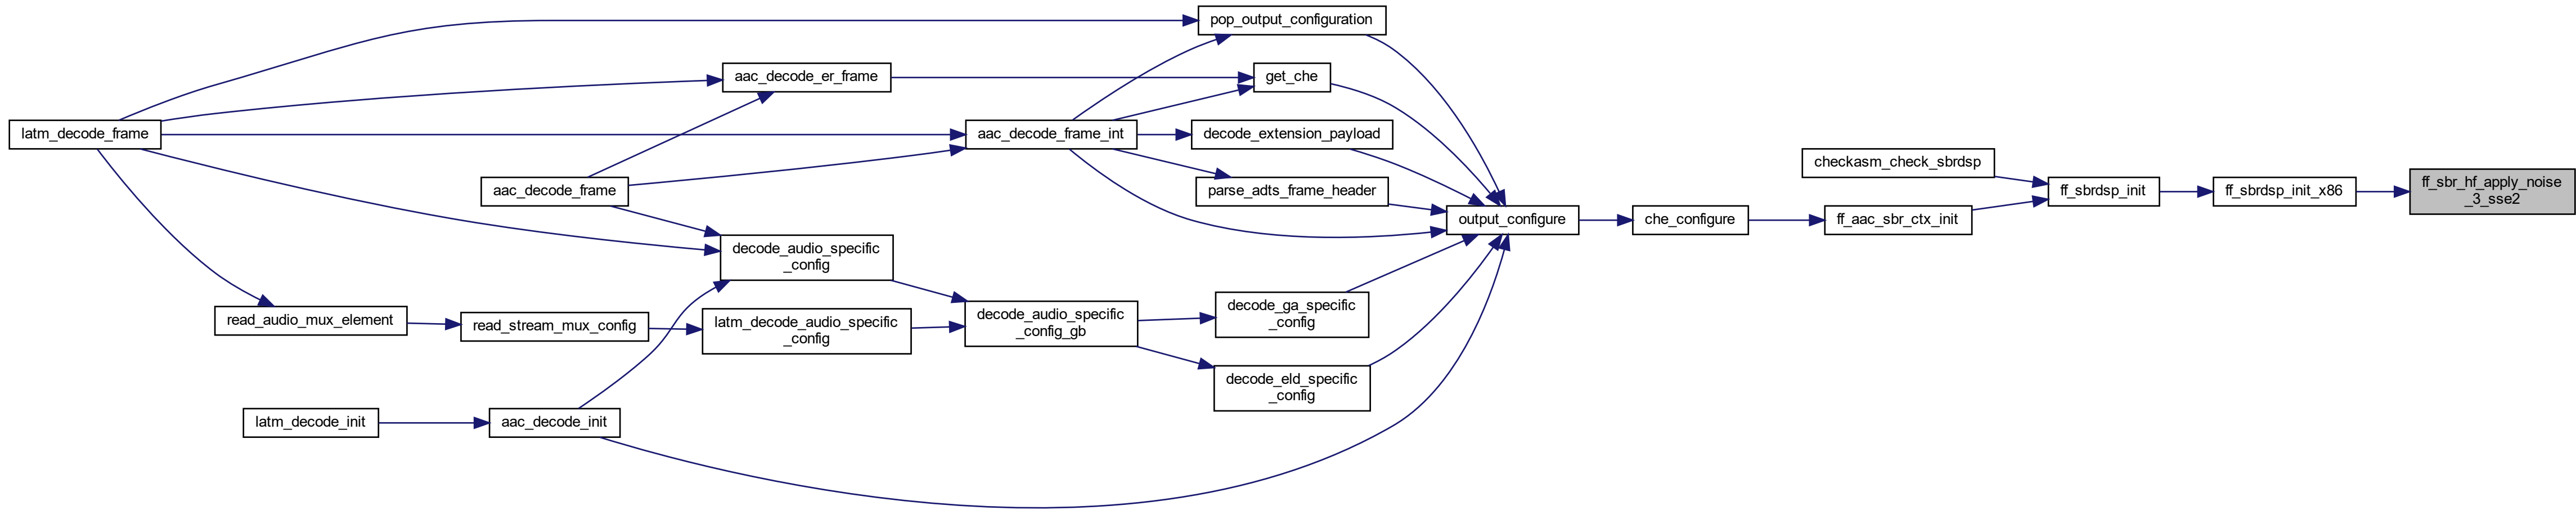 pop_output_configuration
aac_decode_er_frame
get_che
latm_decode_frame
aac_decode_frame_int
decode_extension_payload
checkasm_check_sbrdsp
aac_decode_frame
parse_adts_frame_header
ff_sbrdsp_init
ff_sbrdsp_init_x86
ff_sbr_hf_apply_noise
_3_sse2
output_configure
che_configure
ff_aac_sbr_ctx_init
decode_audio_specific
_config
read_audio_mux_element
read_stream_mux_config
latm_decode_audio_specific
_config
decode_audio_specific
_config_gb
decode_ga_specific
_config
decode_eld_specific
_config
latm_decode_init
aac_decode_init